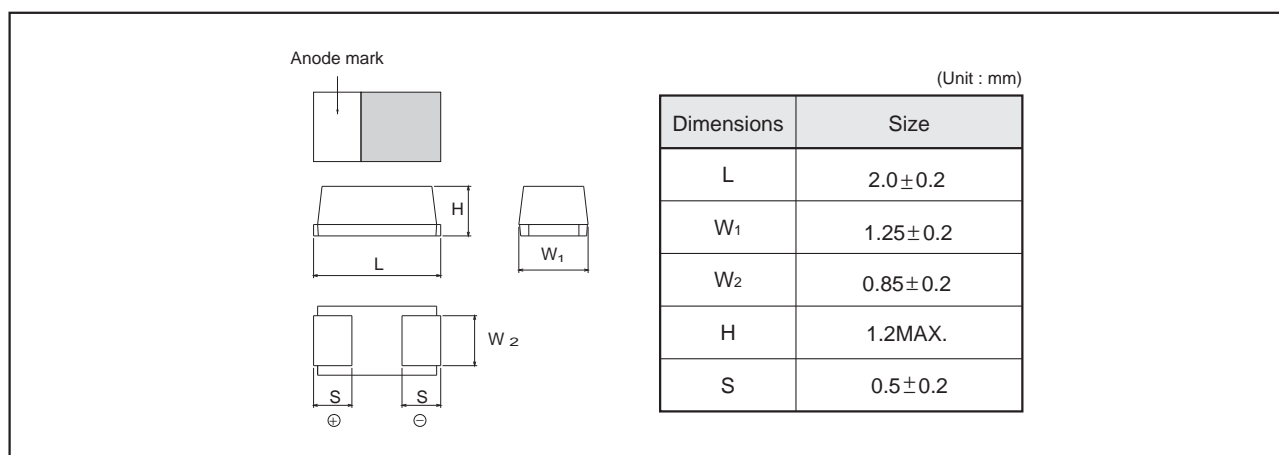 Anode mark
H
L
W₁
W ₂
S
S
⊕
⊖
(Unit : mm)
Dimensions Size
L 2.0±0.2
W₁ 1.25±0.2
W₂ 0.85±0.2
H 1.2MAX.
S 0.5±0.2